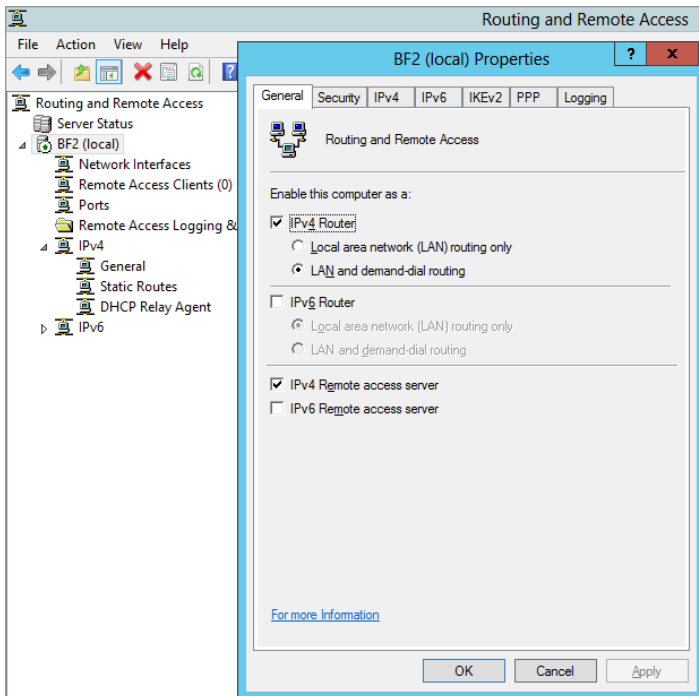 Routing and Remote Access
File Action View Help
Routing and Remote Access
Server Status
BF2 (local)
Network Interfaces
Remote Access Clients (0)
Ports
Remote Access Logging &
IPv4
General
Static Routes
DHCP Relay Agent
IPv6
BF2 (local) Properties
? x
General Security IPv4 IPv6 IKEv2 PPP Logging
Routing and Remote Access
Enable this computer as a:
IPv4 Router
Local area network (LAN) routing only
LAN and demand-dial routing
IPv6 Router
Local area network (LAN) routing only
LAN and demand-dial routing
IPv4 Remote access server
IPv6 Remote access server
For more Information
OK Cancel Apply